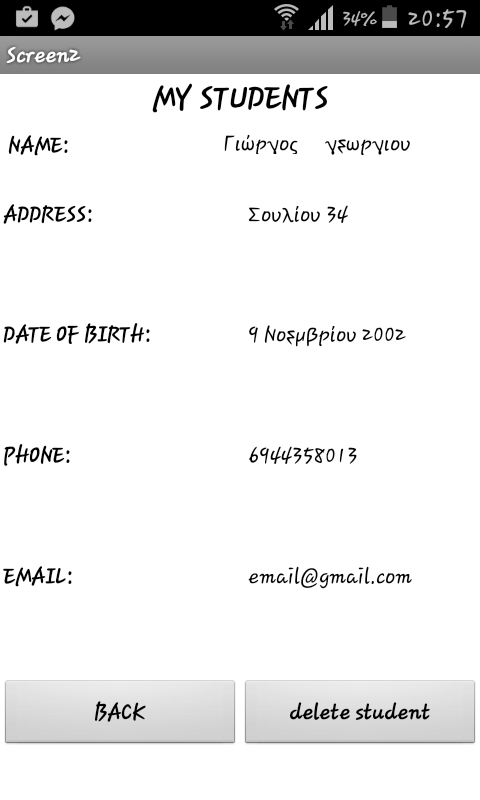 34% 20:57
Screen2
MY STUDENTS
NAME: Γιώργος γεωργιου
ADDRESS: Σουλίου 34
DATE OF BIRTH: 9 Νοεμβρίου 2002
PHONE: 6944358013
EMAIL: email@gmail.com
BACK delete student